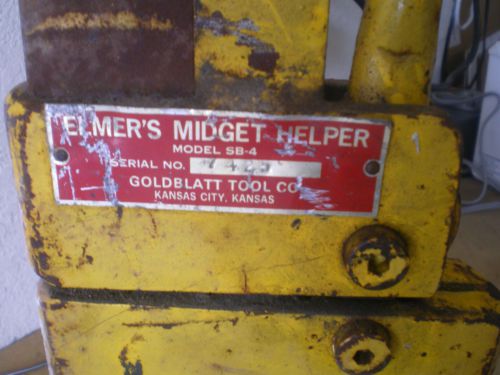 ELMER'S MIDGET HELPER
MODEL SB-4
SERIAL NO.
GOLDBLATT TOOL CO.
KANSAS CITY, KANSAS